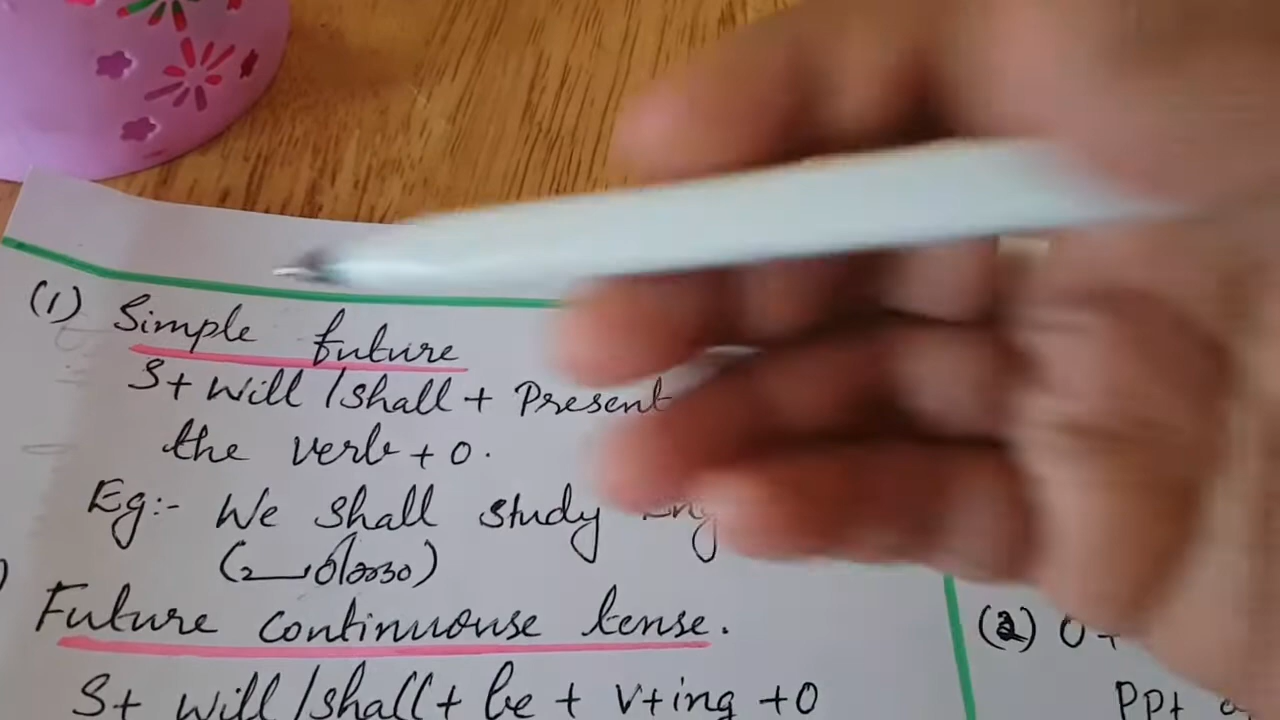 (1) Simple future
S+ will /shall + Present
the verb + O.
Eg:- We shall study
Future continuouse tense.
S+ will /shall + be + v+ing +O
(2) O+
PP+